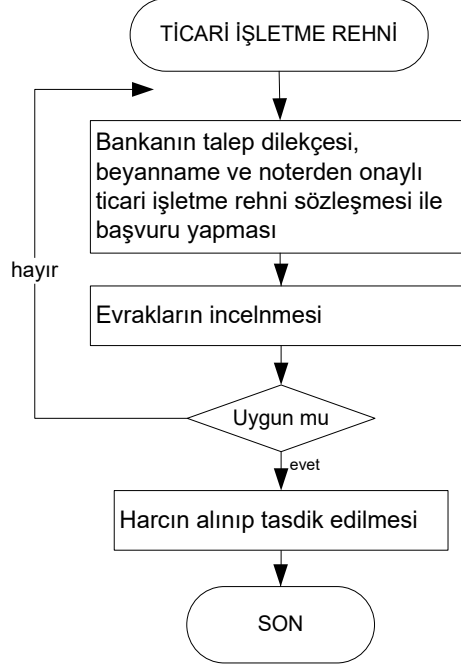 TİCARİ İŞLETME REHNİ
Bankanın talep dilekçesi,
beyanname ve noterden onaylı
ticari işletme rehni sözleşmesi ile
başvuru yapması
hayır
Evrakların incelnmesi
Uygun mu
evet
Harcın alınıp tasdik edilmesi
SON